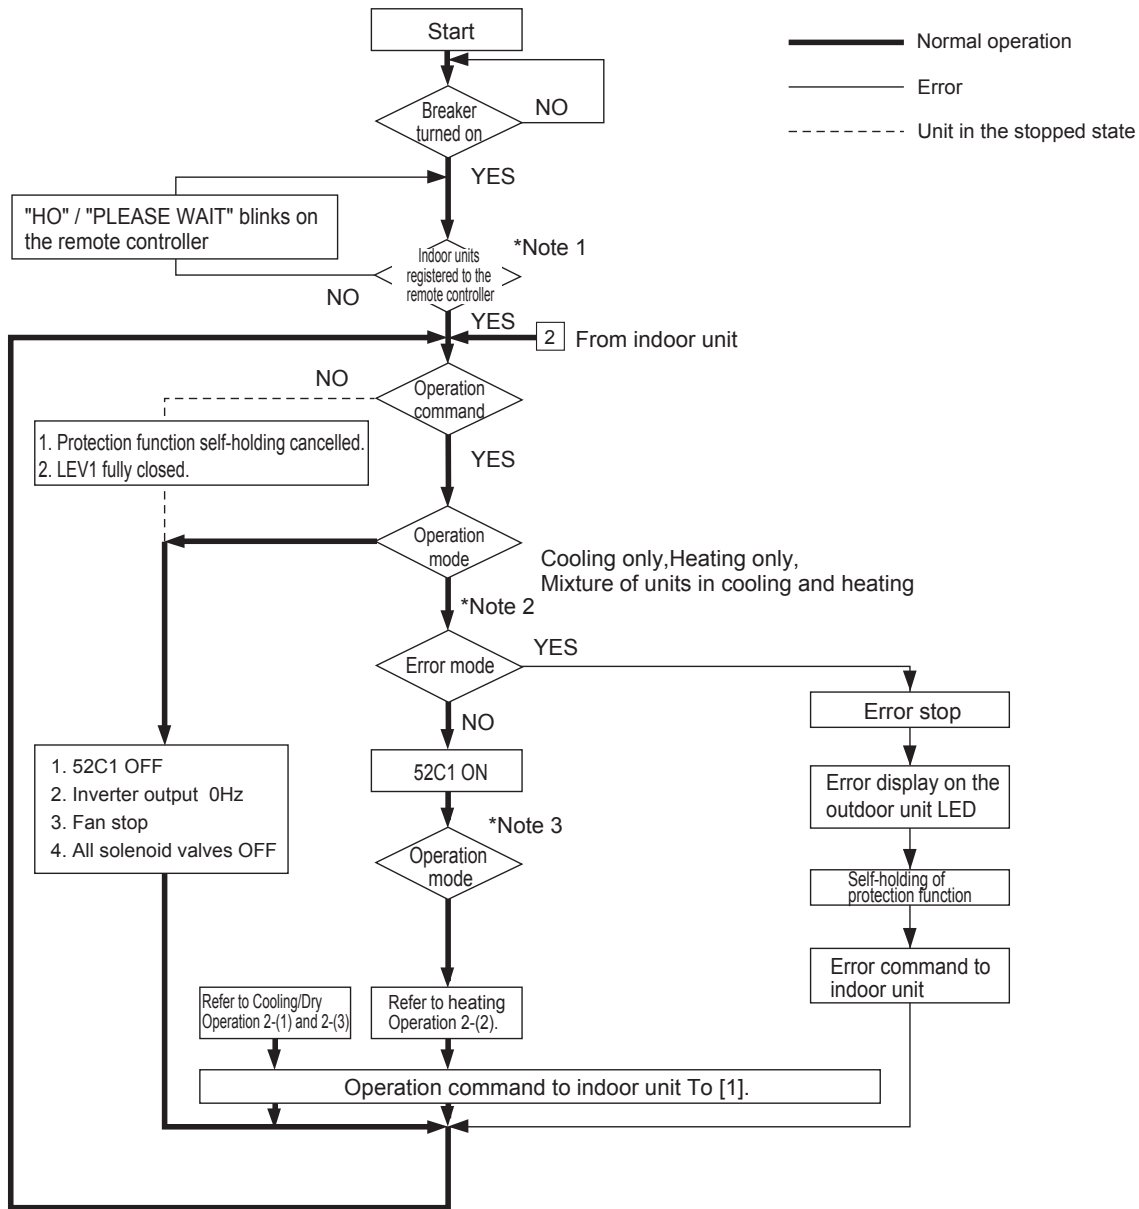 Start
Normal operation
Error
Unit in the stopped state
Breaker
turned on
NO
YES
"HO" / "PLEASE WAIT" blinks on
the remote controller
*Note 1
Indoor units
registered to the
remote controller
NO
YES
2
From indoor unit
NO
Operation
command
1. Protection function self-holding cancelled.
2. LEV1 fully closed.
YES
Operation
mode
Cooling only,Heating only,
Mixture of units in cooling and heating
*Note 2
YES
Error mode
NO
Error stop
1. 52C1 OFF
2. Inverter output 0Hz
3. Fan stop
4. All solenoid valves OFF
52C1 ON
Error display on the
outdoor unit LED
*Note 3
Operation
mode
Self-holding of
protection function
Error command to
indoor unit
Refer to Cooling/Dry
Operation 2-(1) and 2-(3)
Refer to heating
Operation 2-(2).
Operation command to indoor unit To [1].